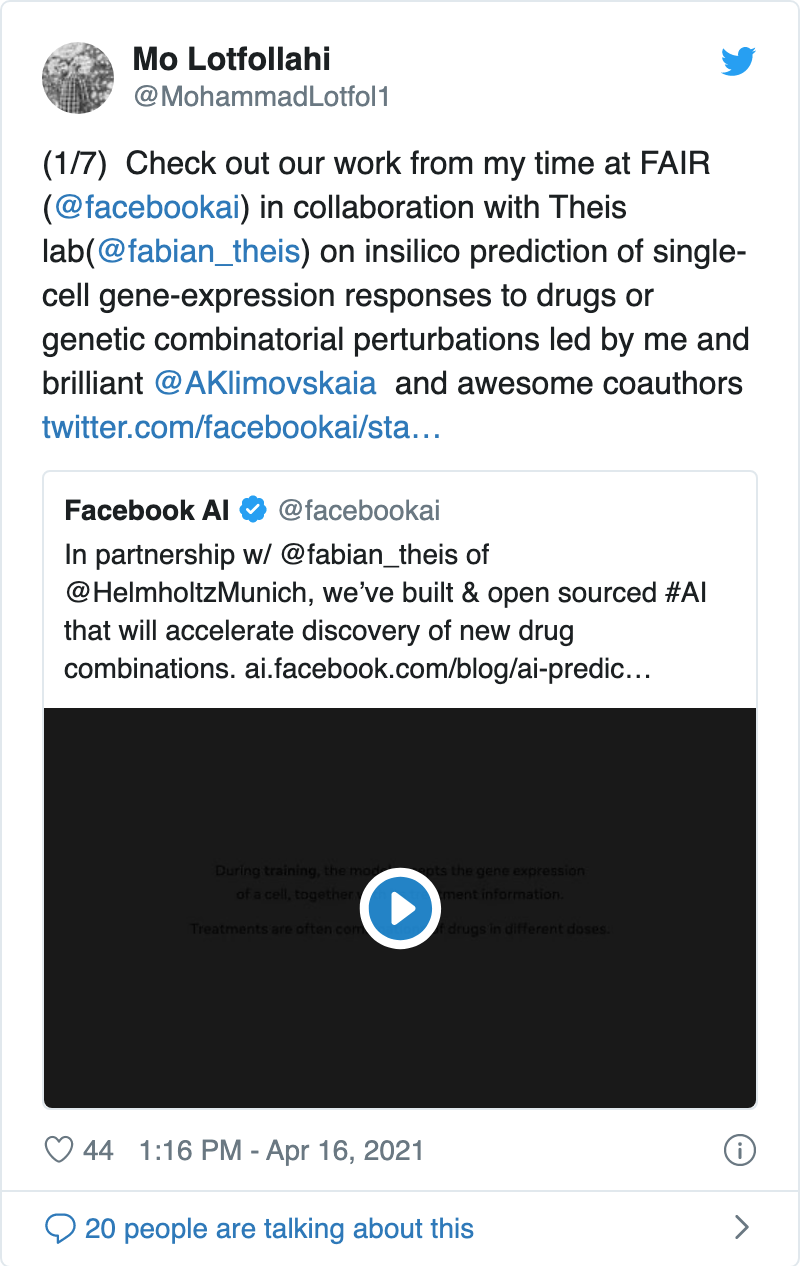 Mo Lotfollahi
@MohammadLotfol1
(1/7)  Check out our work from my time at FAIR
(@facebookai) in collaboration with Theis
lab(@fabian_theis) on insilico prediction of single-
cell gene-expression responses to drugs or
genetic combinatorial perturbations led by me and
brilliant @AKlimovskaia  and awesome coauthors
twitter.com/facebookai/sta…
Facebook AI @facebookai
In partnership w/ @fabian_theis of
@HelmholtzMunich, we’ve built & open sourced #AI
that will accelerate discovery of new drug
combinations. ai.facebook.com/blog/ai-predic…
During training, the the gene expression
of a cell, together information.
Treatments are often drugs in different doses.
44 1:16 PM - Apr 16, 2021
20 people are talking about this